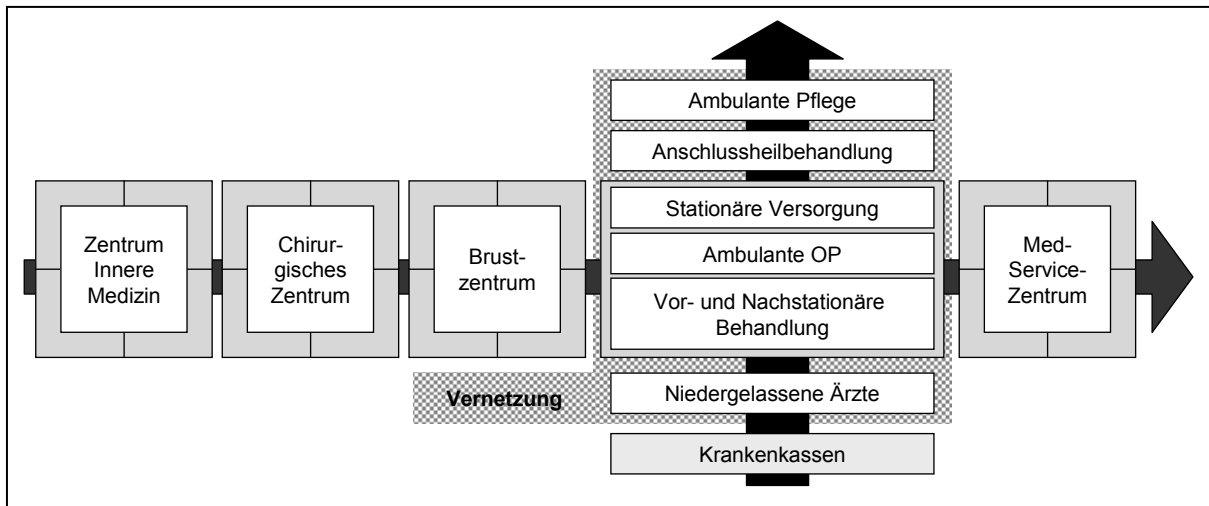 Ambulante Pflege
Anschlussheilbehandlung
Zentrum
Innere
Medizin
Chirur-
gisches
Zentrum
Brust-
zentrum
Stationäre Versorgung
Ambulante OP
Vor- und Nachstationäre
Behandlung
Med-
Service-
Zentrum
Vernetzung
Niedergelassene Ärzte
Krankenkassen